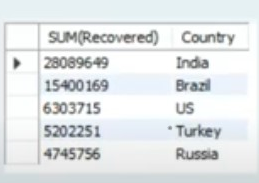 SUM(Recovered) Country
28089649 India
15400169 Brazil
6303715 US
5202251 Turkey
4745756 Russia